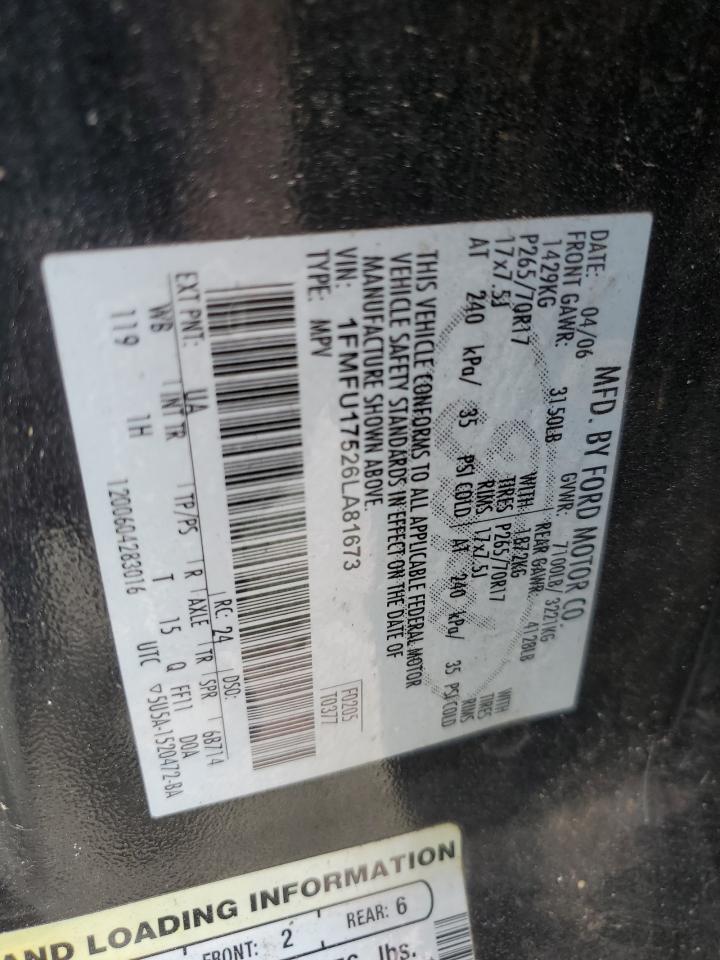 MFD. BY FORD MOTOR CO.
DATE: 04/06 GVWR: 7100LB/ 3221KG
FRONT GAWR: 3150LB REAR GAWR: 4128LB
1429KG WITH 1872KG WITH
P265/70R17 TIRES P265/70R17 TIRES
17x7.5J RIMS 17x7.5J RIMS
AT 240 kPa/ 35 PSI COLD AT 240 kPa/ 35 PSI COLD
THIS VEHICLE CONFORMS TO ALL APPLICABLE FEDERAL MOTOR
VEHICLE SAFETY STANDARDS IN EFFECT ON THE DATE OF
MANUFACTURE SHOWN ABOVE.
VIN: 1FMFU17526LA81673
TYPE: MPV
F0205
T0377
EXT PNT: UA RC: 24 DSO:
WB INT TR TP/PS R AXLE TR SPR 68714
119 1H T 15 Q FF11 DOA
1200604283016 UTC ▽5U5A-1520472-BA
AND LOADING INFORMATION
FRONT: 2 REAR: 6
lbs.